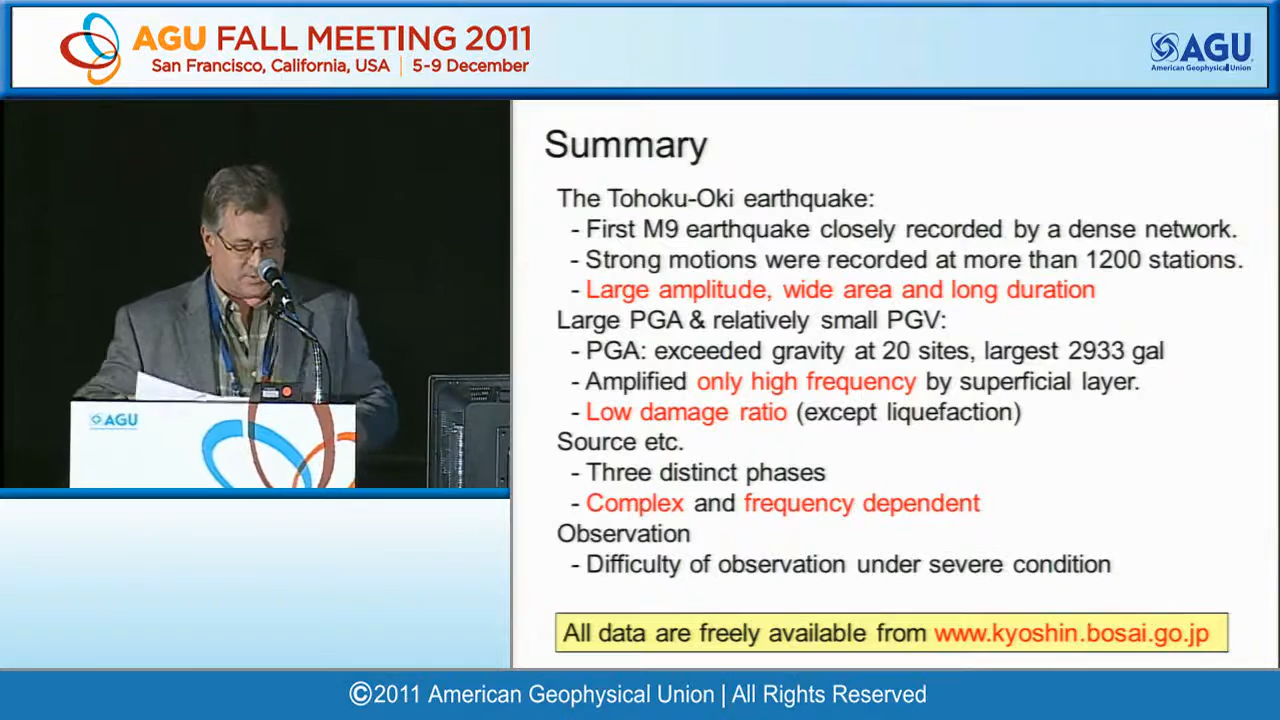 AGU FALL MEETING 2011
San Francisco, California, USA | 5-9 December
AGU
American Geophysical Union
Summary
The Tohoku-Oki earthquake:
- First M9 earthquake closely recorded by a dense network.
- Strong motions were recorded at more than 1200 stations.
- Large amplitude, wide area and long duration
Large PGA & relatively small PGV:
- PGA: exceeded gravity at 20 sites, largest 2933 gal
- Amplified only high frequency by superficial layer.
- Low damage ratio (except liquefaction)
Source etc.
- Three distinct phases
- Complex and frequency dependent
Observation
- Difficulty of observation under severe condition
All data are freely available from www.kyoshin.bosai.go.jp
AGU
©2011 American Geophysical Union | All Rights Reserved